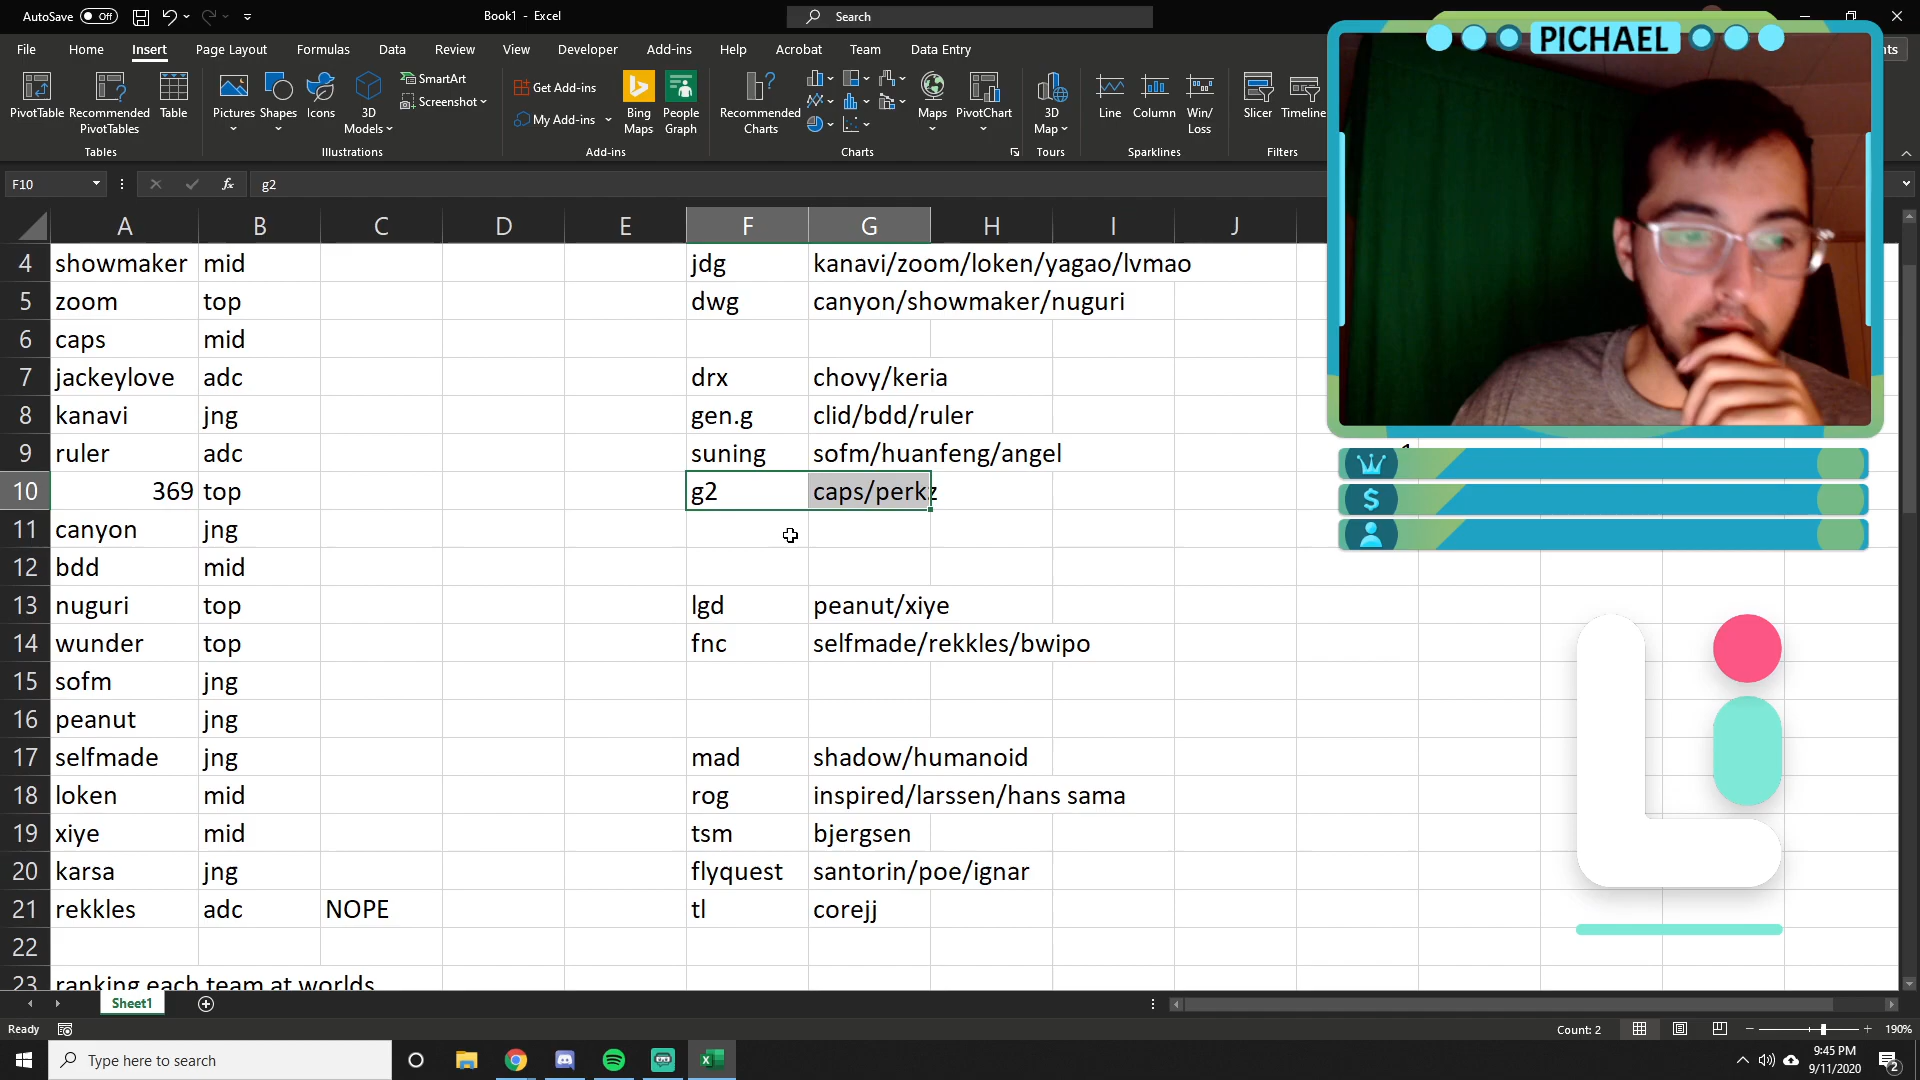 AutoSave Off
Book1 - Excel
Search
File Home Insert Page Layout Formulas Data Review View Developer Add-ins Help Acrobat Team Data Entry
PivotTable
Recommended PivotTables
Table
Tables
Pictures
Shapes
Icons
3D Models
SmartArt
Screenshot
Illustrations
Get Add-ins
My Add-ins
Bing Maps
People Graph
Add-ins
Recommended Charts
Maps
PivotChart
Charts
3D Map
Tours
Line
Column
Win/Loss
Sparklines
Slicer
Timeline
Filters
PICHAEL
F10 fx g2
A B C D E F G H I J
4 showmaker mid jdg kanavi/zoom/loken/yagao/lvmao
5 zoom top dwg canyon/showmaker/nuguri
6 caps mid
7 jackeylove adc drx chovy/keria
8 kanavi jng gen.g clid/bdd/ruler
9 ruler adc suning sofm/huanfeng/angel
10 369 top g2 caps/perkz
11 canyon jng
12 bdd mid
13 nuguri top lgd peanut/xiye
14 wunder top fnc selfmade/rekkles/bwipo
15 sofm jng
16 peanut jng
17 selfmade jng mad shadow/humanoid
18 loken mid rog inspired/larssen/hans sama
19 xiye mid tsm bjergsen
20 karsa jng flyquest santorin/poe/ignar
21 rekkles adc NOPE tl corejj
22
23 ranking each team at worlds
Sheet1
Ready
Count: 2
190%
Type here to search
9:45 PM
9/11/2020
2